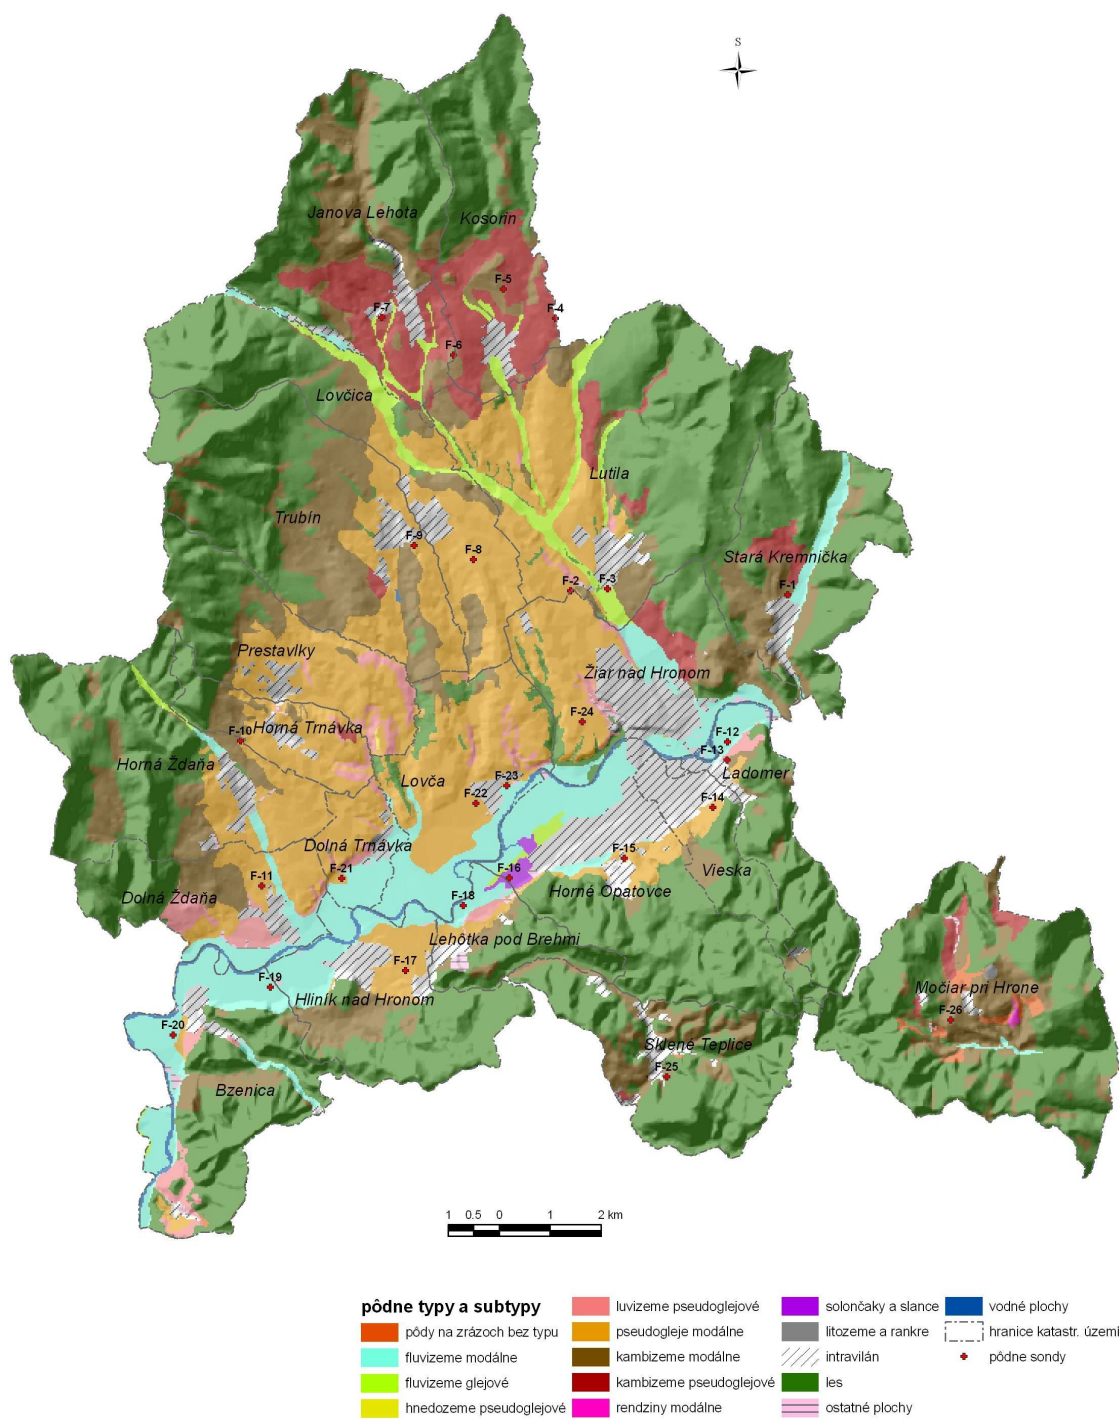 S
Janova Lehota
Kosorin
F-5
F-7
F-4
F-6
Lovčica
Lutila
Trubín
F-9
F-8
Stará Kremnička
F-2
F-3
F-1
Prestavlky
Žiar nad Hronom
F-24
Horná Trnávka
F-10
F-12
F-13
Horná Ždaňa
Ladomer
Lovča
F-23
F-22
F-14
Dolná Trnávka
F-15
Vieska
F-21
F-16
F-11
Horné Opatovce
Dolná Ždaňa
F-18
Lehôtka pod Brehmi
F-17
F-19
Hliník nad Hronom
Močiar pri Hrone
F-26
F-20
Sklené Teplice
F-25
Bzenica
1 0.5 0 1 2 km
pôdne typy a subtypy
pôdy na zrázoch bez typu
fluvizeme modálne
fluvizeme glejové
hnedozeme pseudoglejové
luvizeme pseudoglejové
pseudogleje modálne
kambizeme modálne
kambizeme pseudoglejové
rendziny modálne
solončaky a slance
litozeme a rankre
intravilán
les
ostatné plochy
vodné plochy
hranice katastr. území
pôdne sondy